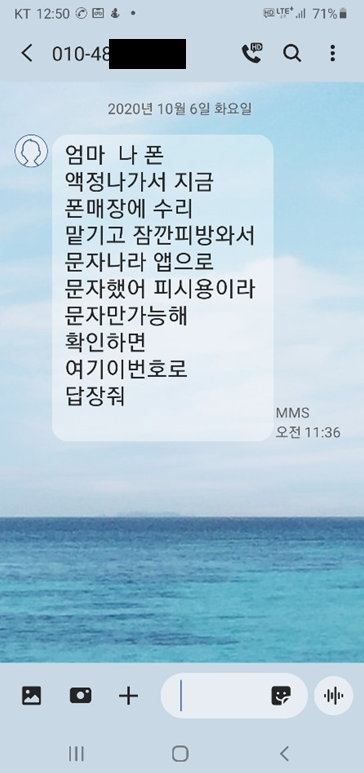 KT 12:50 LTE+ 71%
010-48
2020년 10월 6일 화요일
엄마 나 폰
액정나가서 지금
폰매장에 수리
맡기고 잠깐피방와서
문자나라 앱으로
문자했어 피시용이라
문자만가능해
확인하면
여기이번호로
답장줘
MMS
오전 11:36